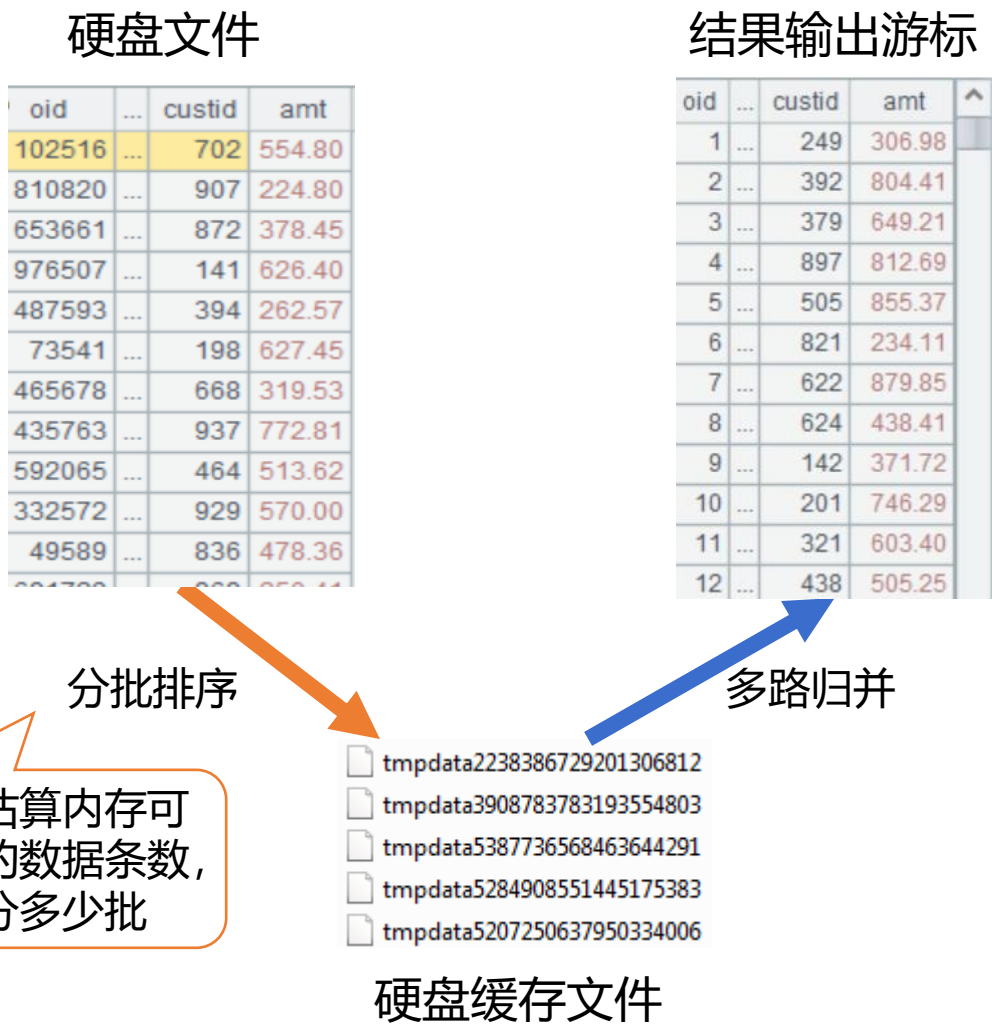 硬盘文件
结果输出游标
oid ... custid amt
102516 ... 702 554.80
810820 ... 907 224.80
653661 ... 872 378.45
976507 ... 141 626.40
487593 ... 394 262.57
73541 ... 198 627.45
465678 ... 668 319.53
435763 ... 937 772.81
592065 ... 464 513.62
332572 ... 929 570.00
49589 ... 836 478.36
oid ... custid amt
1 ... 249 306.98
2 ... 392 804.41
3 ... 379 649.21
4 ... 897 812.69
5 ... 505 855.37
6 ... 821 234.11
7 ... 622 879.85
8 ... 624 438.41
9 ... 142 371.72
10 ... 201 746.29
11 ... 321 603.40
12 ... 438 505.25
分批排序
多路归并
估算内存可
的数据条数，
分多少批
tmpdata2238386729201306812
tmpdata3908783783193554803
tmpdata5387736568463644291
tmpdata5284908551445175383
tmpdata5207250637950334006
硬盘缓存文件